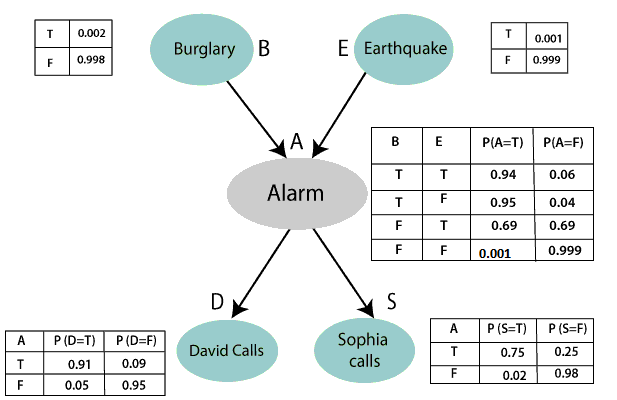 T 0.002
F 0.998
Burglary B
E Earthquake
T 0.001
F 0.999
A
Alarm
B E P(A=T) P(A=F)
T T 0.94 0.06
T F 0.95 0.04
F T 0.69 0.69
F F 0.001 0.999
D
S
David Calls
Sophia
calls
A P (D=T) P (D=F)
T 0.91 0.09
F 0.05 0.95
A P (S=T) P (S=F)
T 0.75 0.25
F 0.02 0.98